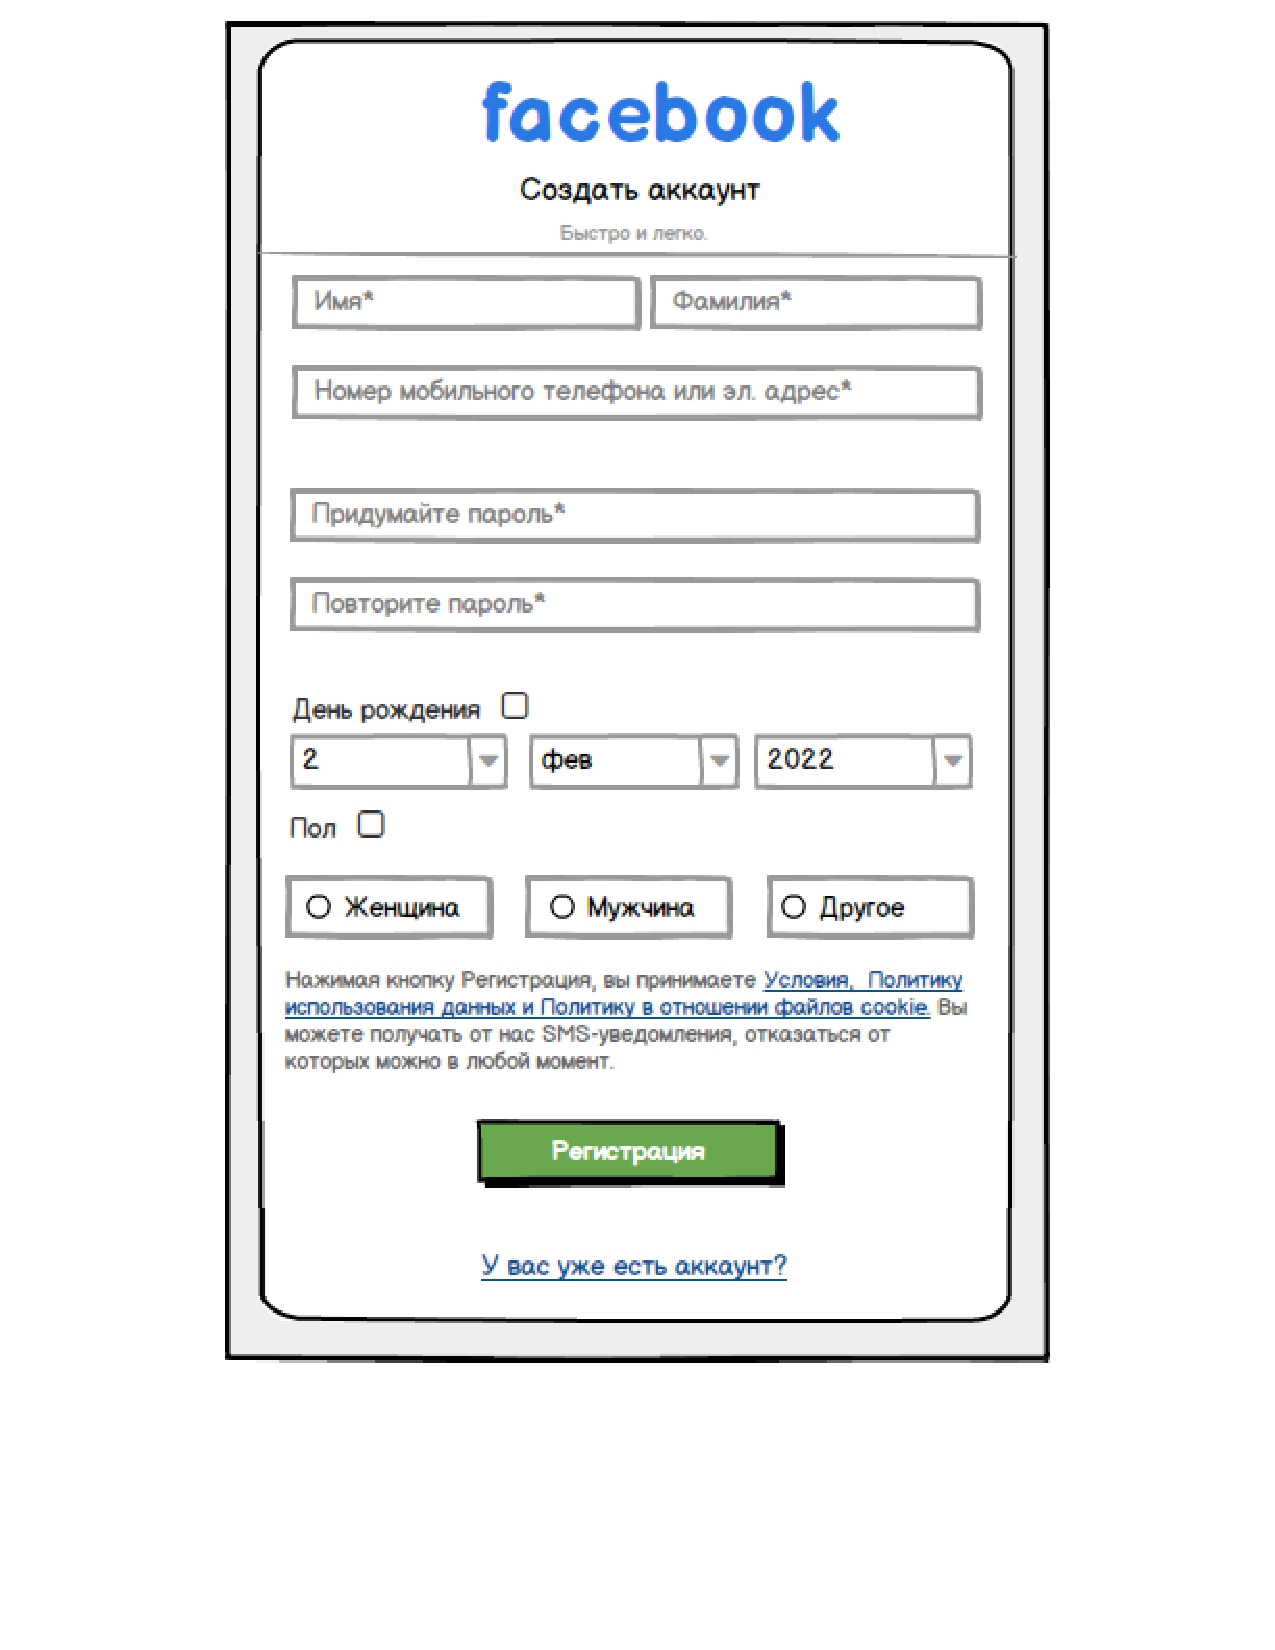 facebook
Создать аккаунт
Быстро и легко.
Имя* Фамилия*
Номер мобильного телефона или эл. адрес*
Придумайте пароль*
Повторите пароль*
День рождения
2 фев 2022
Пол
Женщина Мужчина Другое
Нажимая кнопку Регистрация, вы принимаете Условия, Политику
использования данных и Политику в отношении файлов cookie. Вы
можете получать от нас SMS-уведомления, отказаться от
которых можно в любой момент.
Регистрация
У вас уже есть аккаунт?